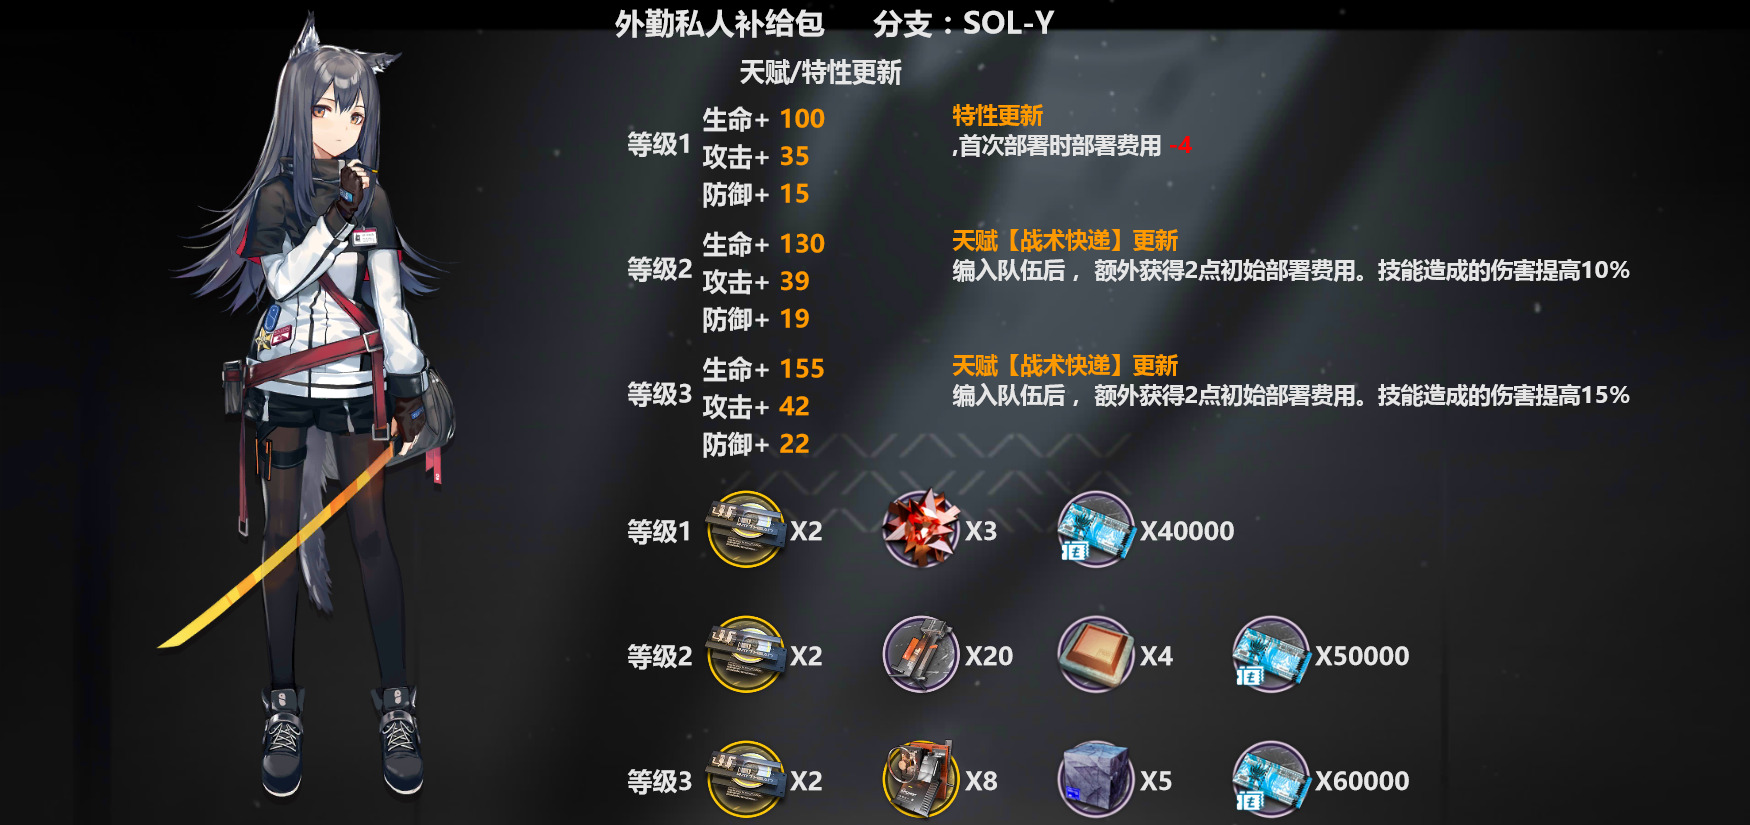 外勤私人补给包 分支：SOL-Y
天赋/特性更新
等级1
生命+ 100
攻击+ 35
防御+ 15
特性更新
,首次部署时部署费用 -4
等级2
生命+ 130
攻击+ 39
防御+ 19
天赋【战术快递】更新
编入队伍后，额外获得2点初始部署费用。技能造成的伤害提高10%
等级3
生命+ 155
攻击+ 42
防御+ 22
天赋【战术快递】更新
编入队伍后，额外获得2点初始部署费用。技能造成的伤害提高15%
等级1 X2 X3 X40000
等级2 X2 X20 X4 X50000
等级3 X2 X8 X5 X60000